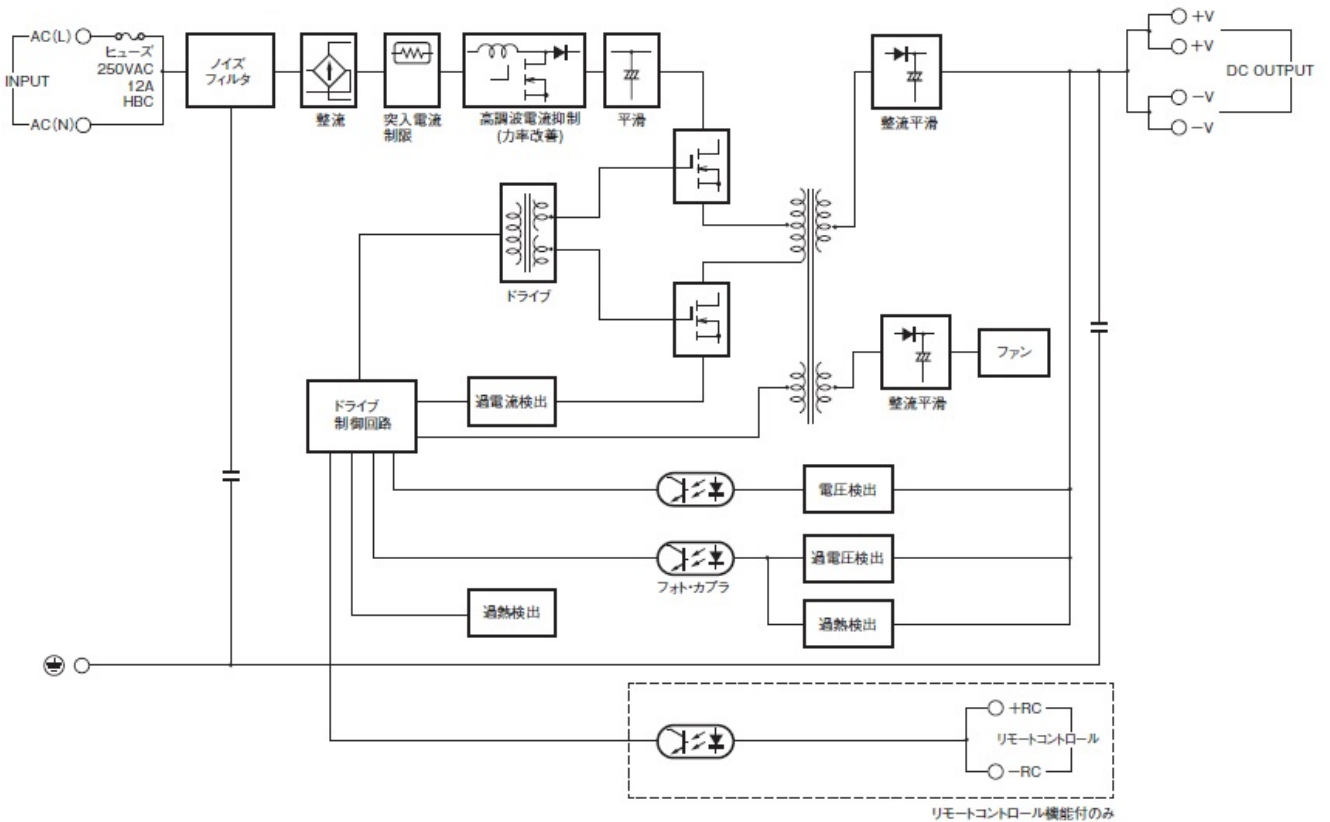 AC(L)
ヒューズ
250VAC
12A
HBC
INPUT
AC(N)
ノイズ
フィルタ
整流
突入電流
制限
高調波電流抑制
(力率改善)
平滑
整流平滑
+V
+V
DC OUTPUT
−V
−V
ドライブ
整流平滑
ファン
ドライブ
制御回路
過電流検出
電圧検出
過電圧検出
フォト・カプラ
過熱検出
過熱検出
+RC
リモートコントロール
−RC
リモートコントロール機能付のみ